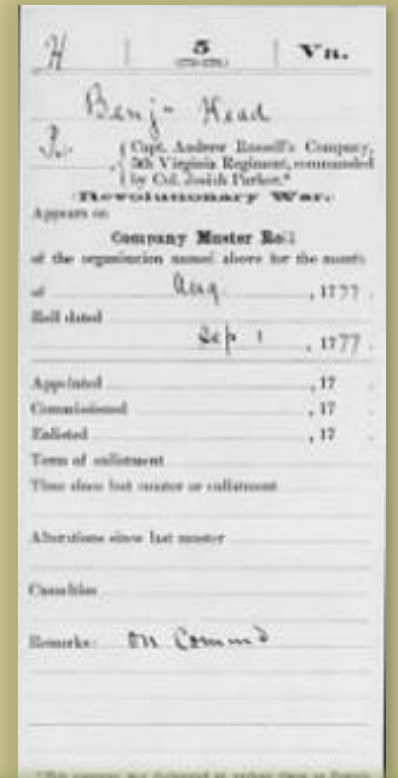 H | 5 | Va.
Benj - Head
Capt. Andrew Russell's Company,
5th Virginia Regiment, commanded
by Col. Josiah Parker.*
(Revolutionary War.)
Appears on
Company Muster Roll
of the organization named above for the month
of Aug. , 1777 .
Roll dated
Sep 1 , 1777 .
Appointed , 17 .
Commissioned , 17 .
Enlisted , 17 .
Term of enlistment
Time since last muster or enlistment
Alterations since last muster
Casualties
Remarks: On Commd